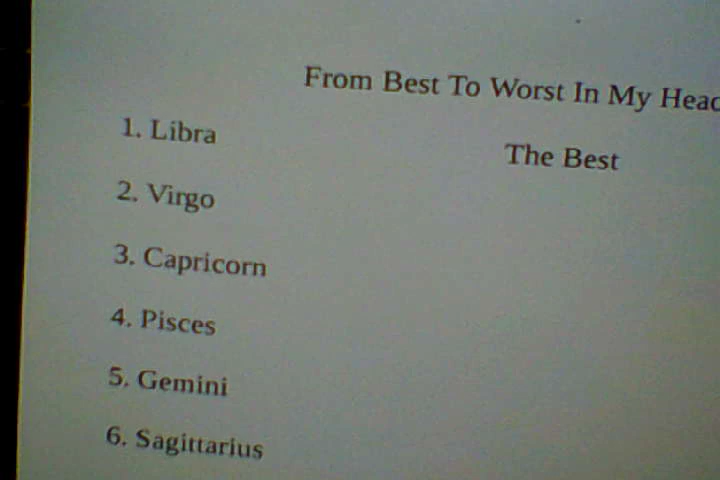 From Best To Worst In My Head
1. Libra
The Best
2. Virgo
3. Capricorn
4. Pisces
5. Gemini
6. Sagittarius